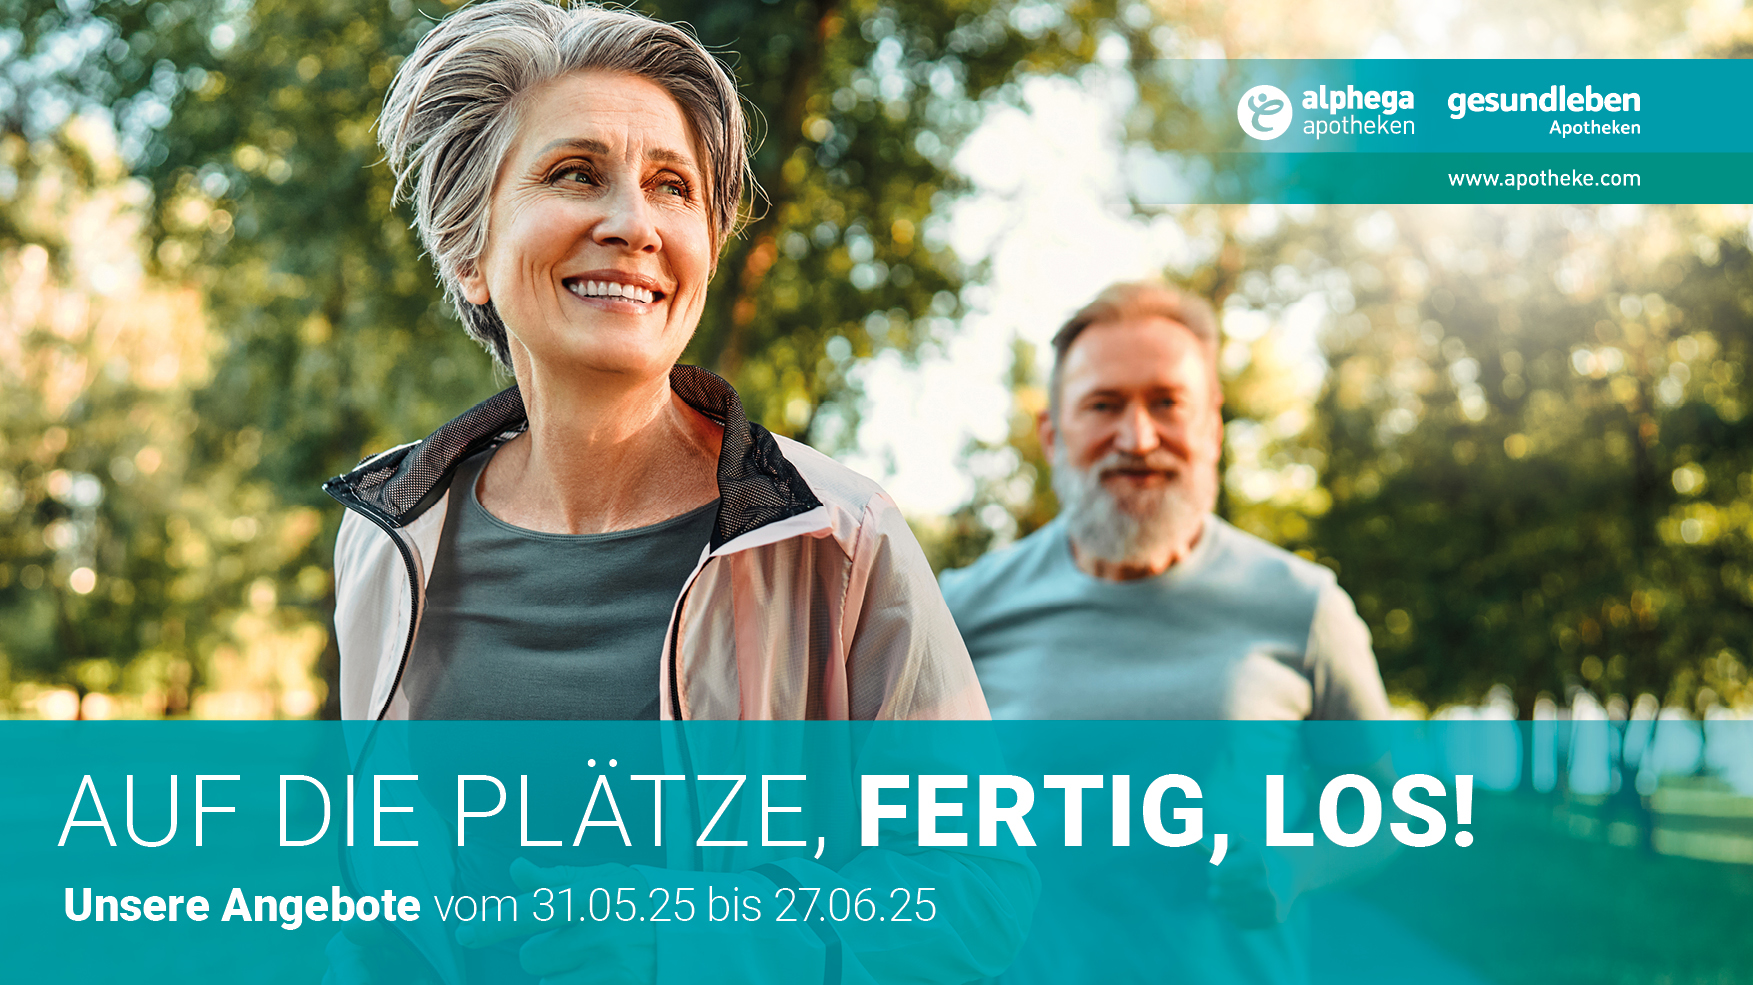 alphega
apotheken
gesundleben
Apotheken
www.apotheke.com
AUF DIE PLÄTZE, FERTIG, LOS!
Unsere Angebote vom 31.05.25 bis 27.06.25